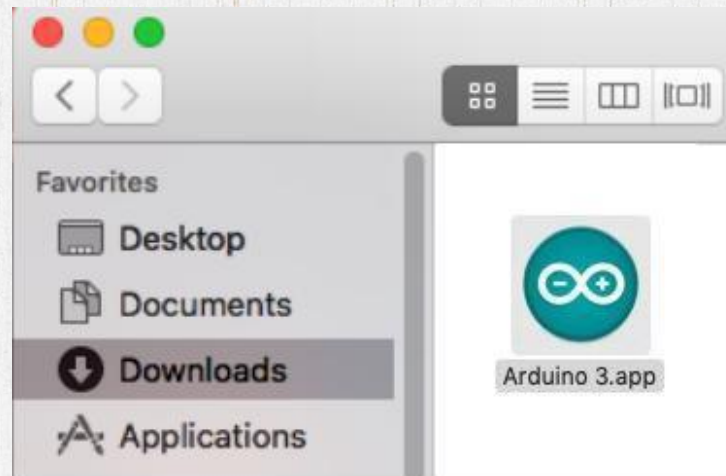 Favorites
Desktop
Documents
Downloads
Applications
Arduino 3.app